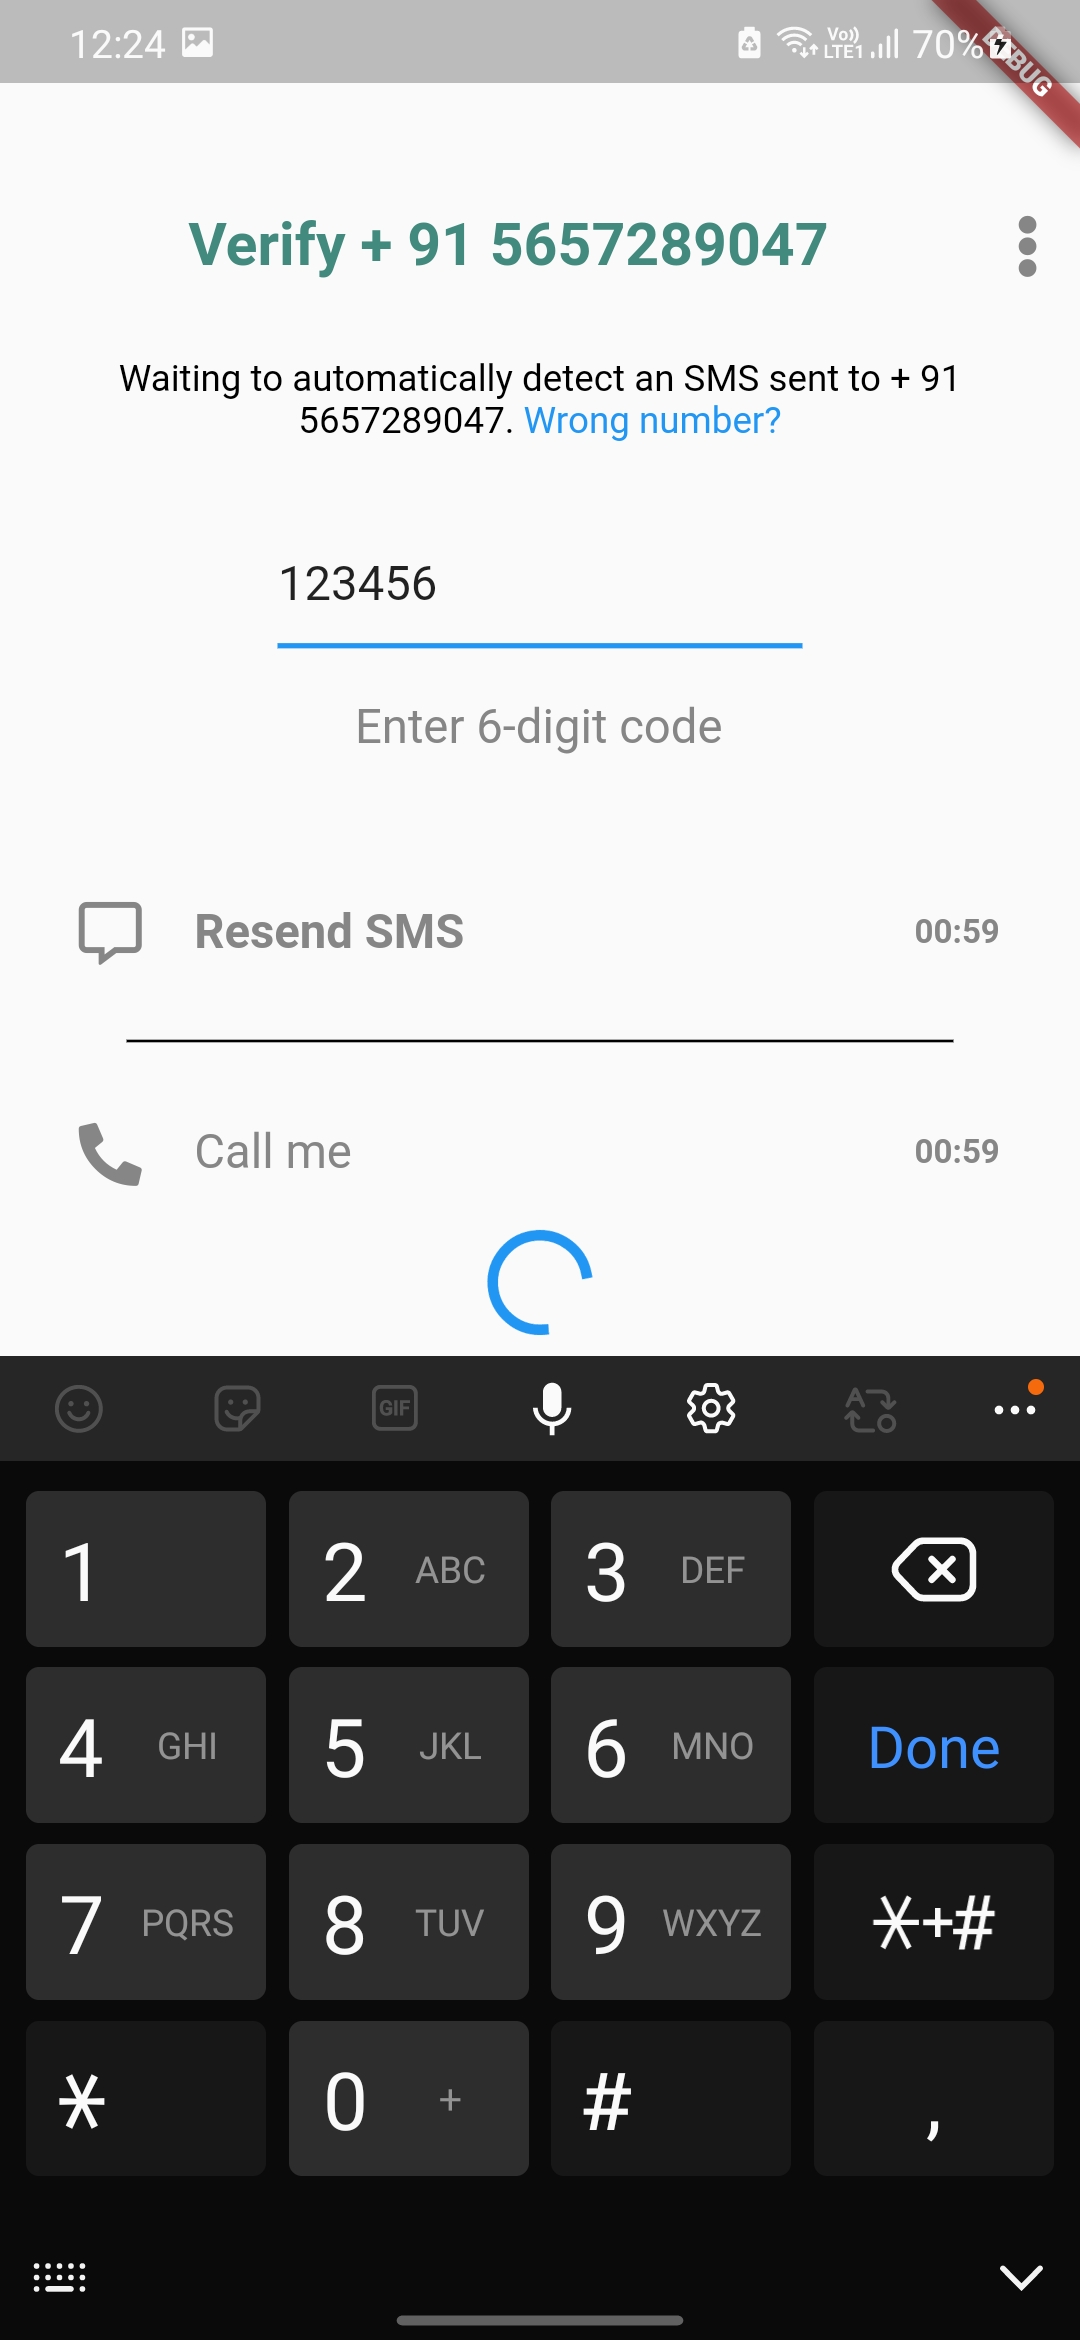 12:24 Vo)) LTE1 70%
DEBUG
Verify + 91 5657289047
Waiting to automatically detect an SMS sent to + 91
5657289047. Wrong number?
123456
Enter 6-digit code
Resend SMS 00:59
Call me 00:59
GIF A
1 2 ABC 3 DEF
4 GHI 5 JKL 6 MNO Done
7 PQRS 8 TUV 9 WXYZ *+#
* 0 + # ,